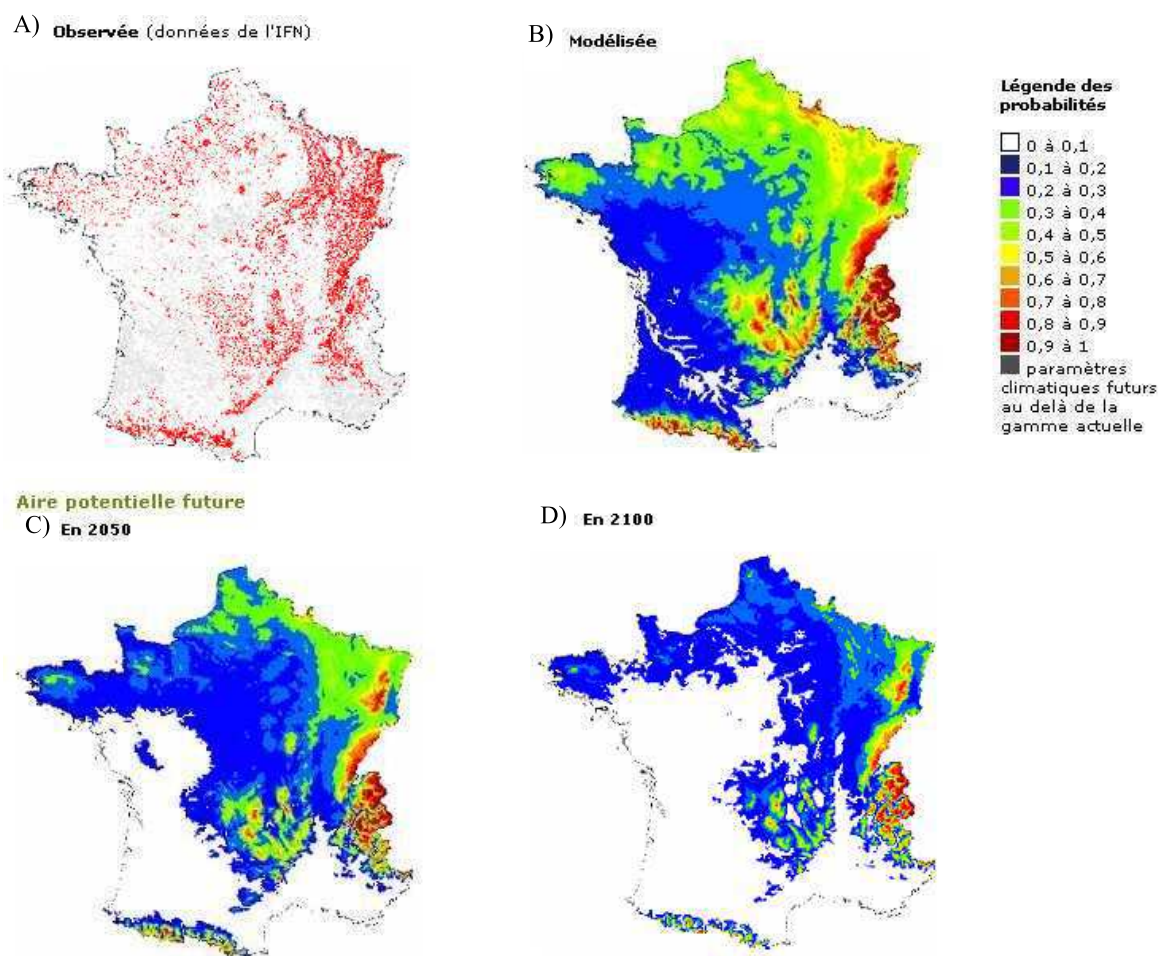 A) Observée (données de l'IFN)
B) Modélisée
Légende des
probabilités
0 à 0,1
0,1 à 0,2
0,2 à 0,3
0,3 à 0,4
0,4 à 0,5
0,5 à 0,6
0,6 à 0,7
0,7 à 0,8
0,8 à 0,9
0,9 à 1
paramètres
climatiques futurs
au delà de la
gamme actuelle
Aire potentielle future
C) En 2050
D) En 2100